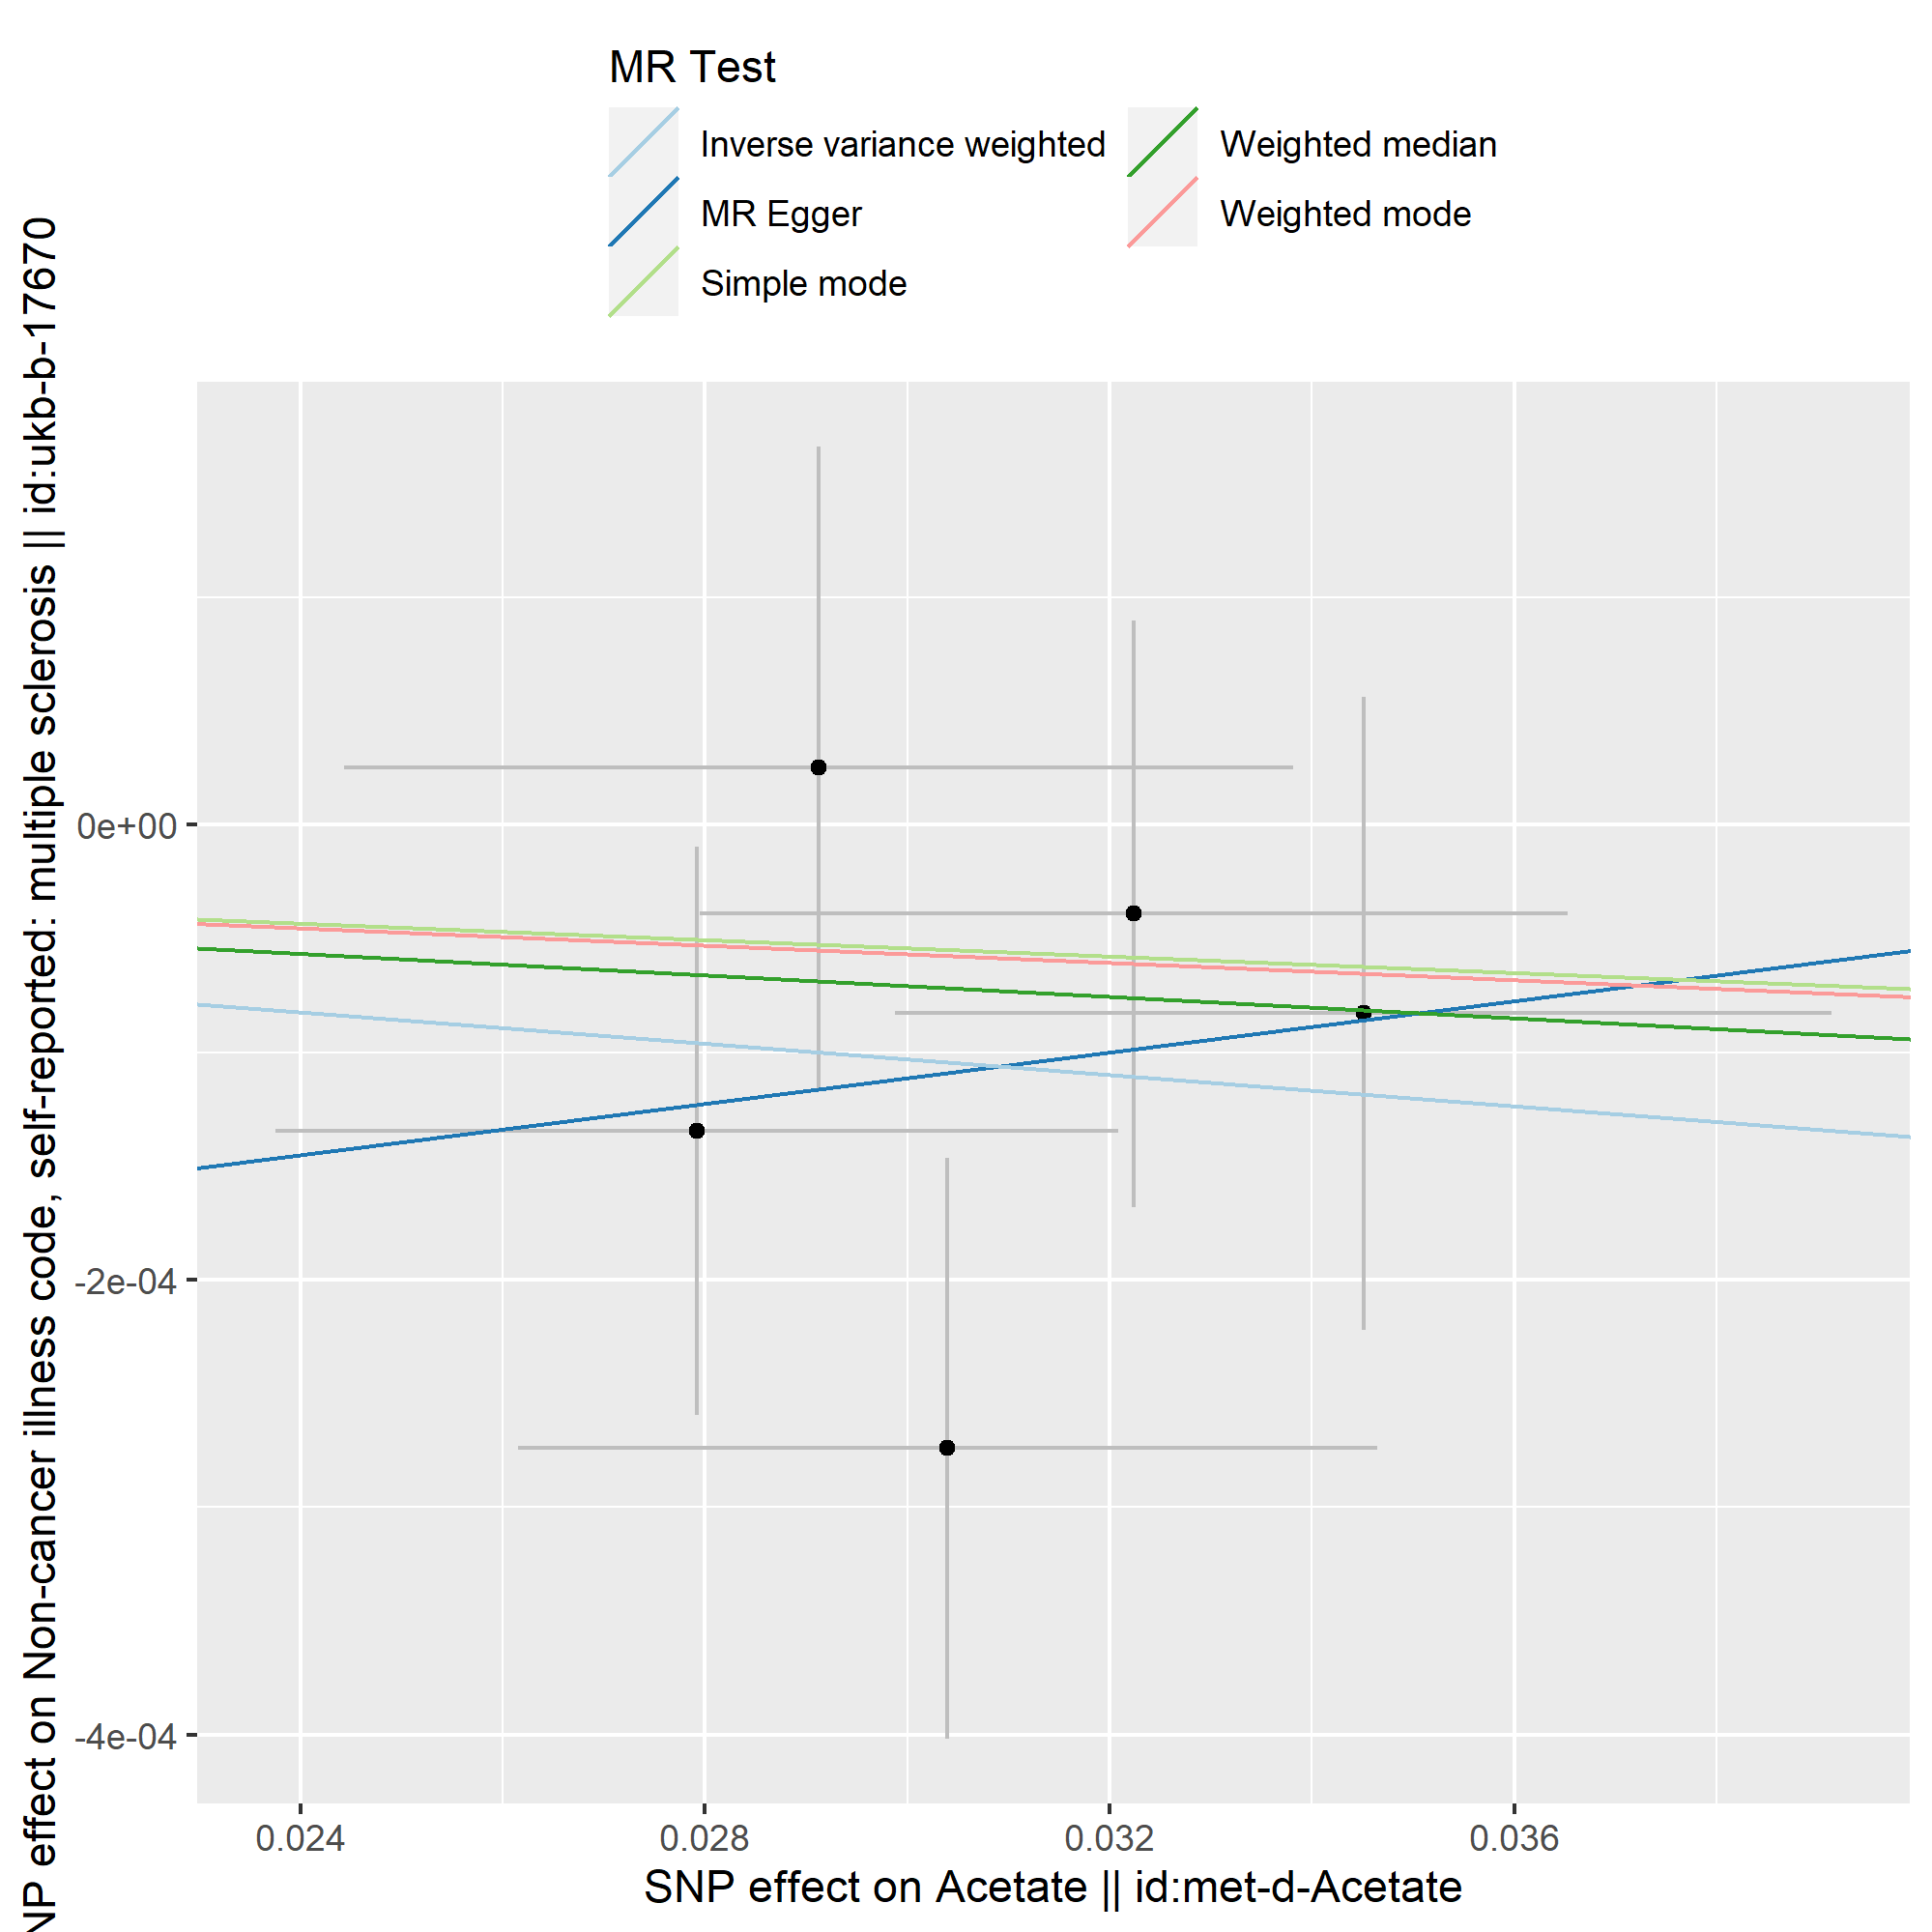 MR Test
Inverse variance weighted
MR Egger
Simple mode
Weighted median
Weighted mode
NP effect on Non-cancer illness code, self-reported: multiple sclerosis || id:ukb-b-17670
0e+00
-2e-04
-4e-04
0.024
0.028
0.032
0.036
SNP effect on Acetate || id:met-d-Acetate